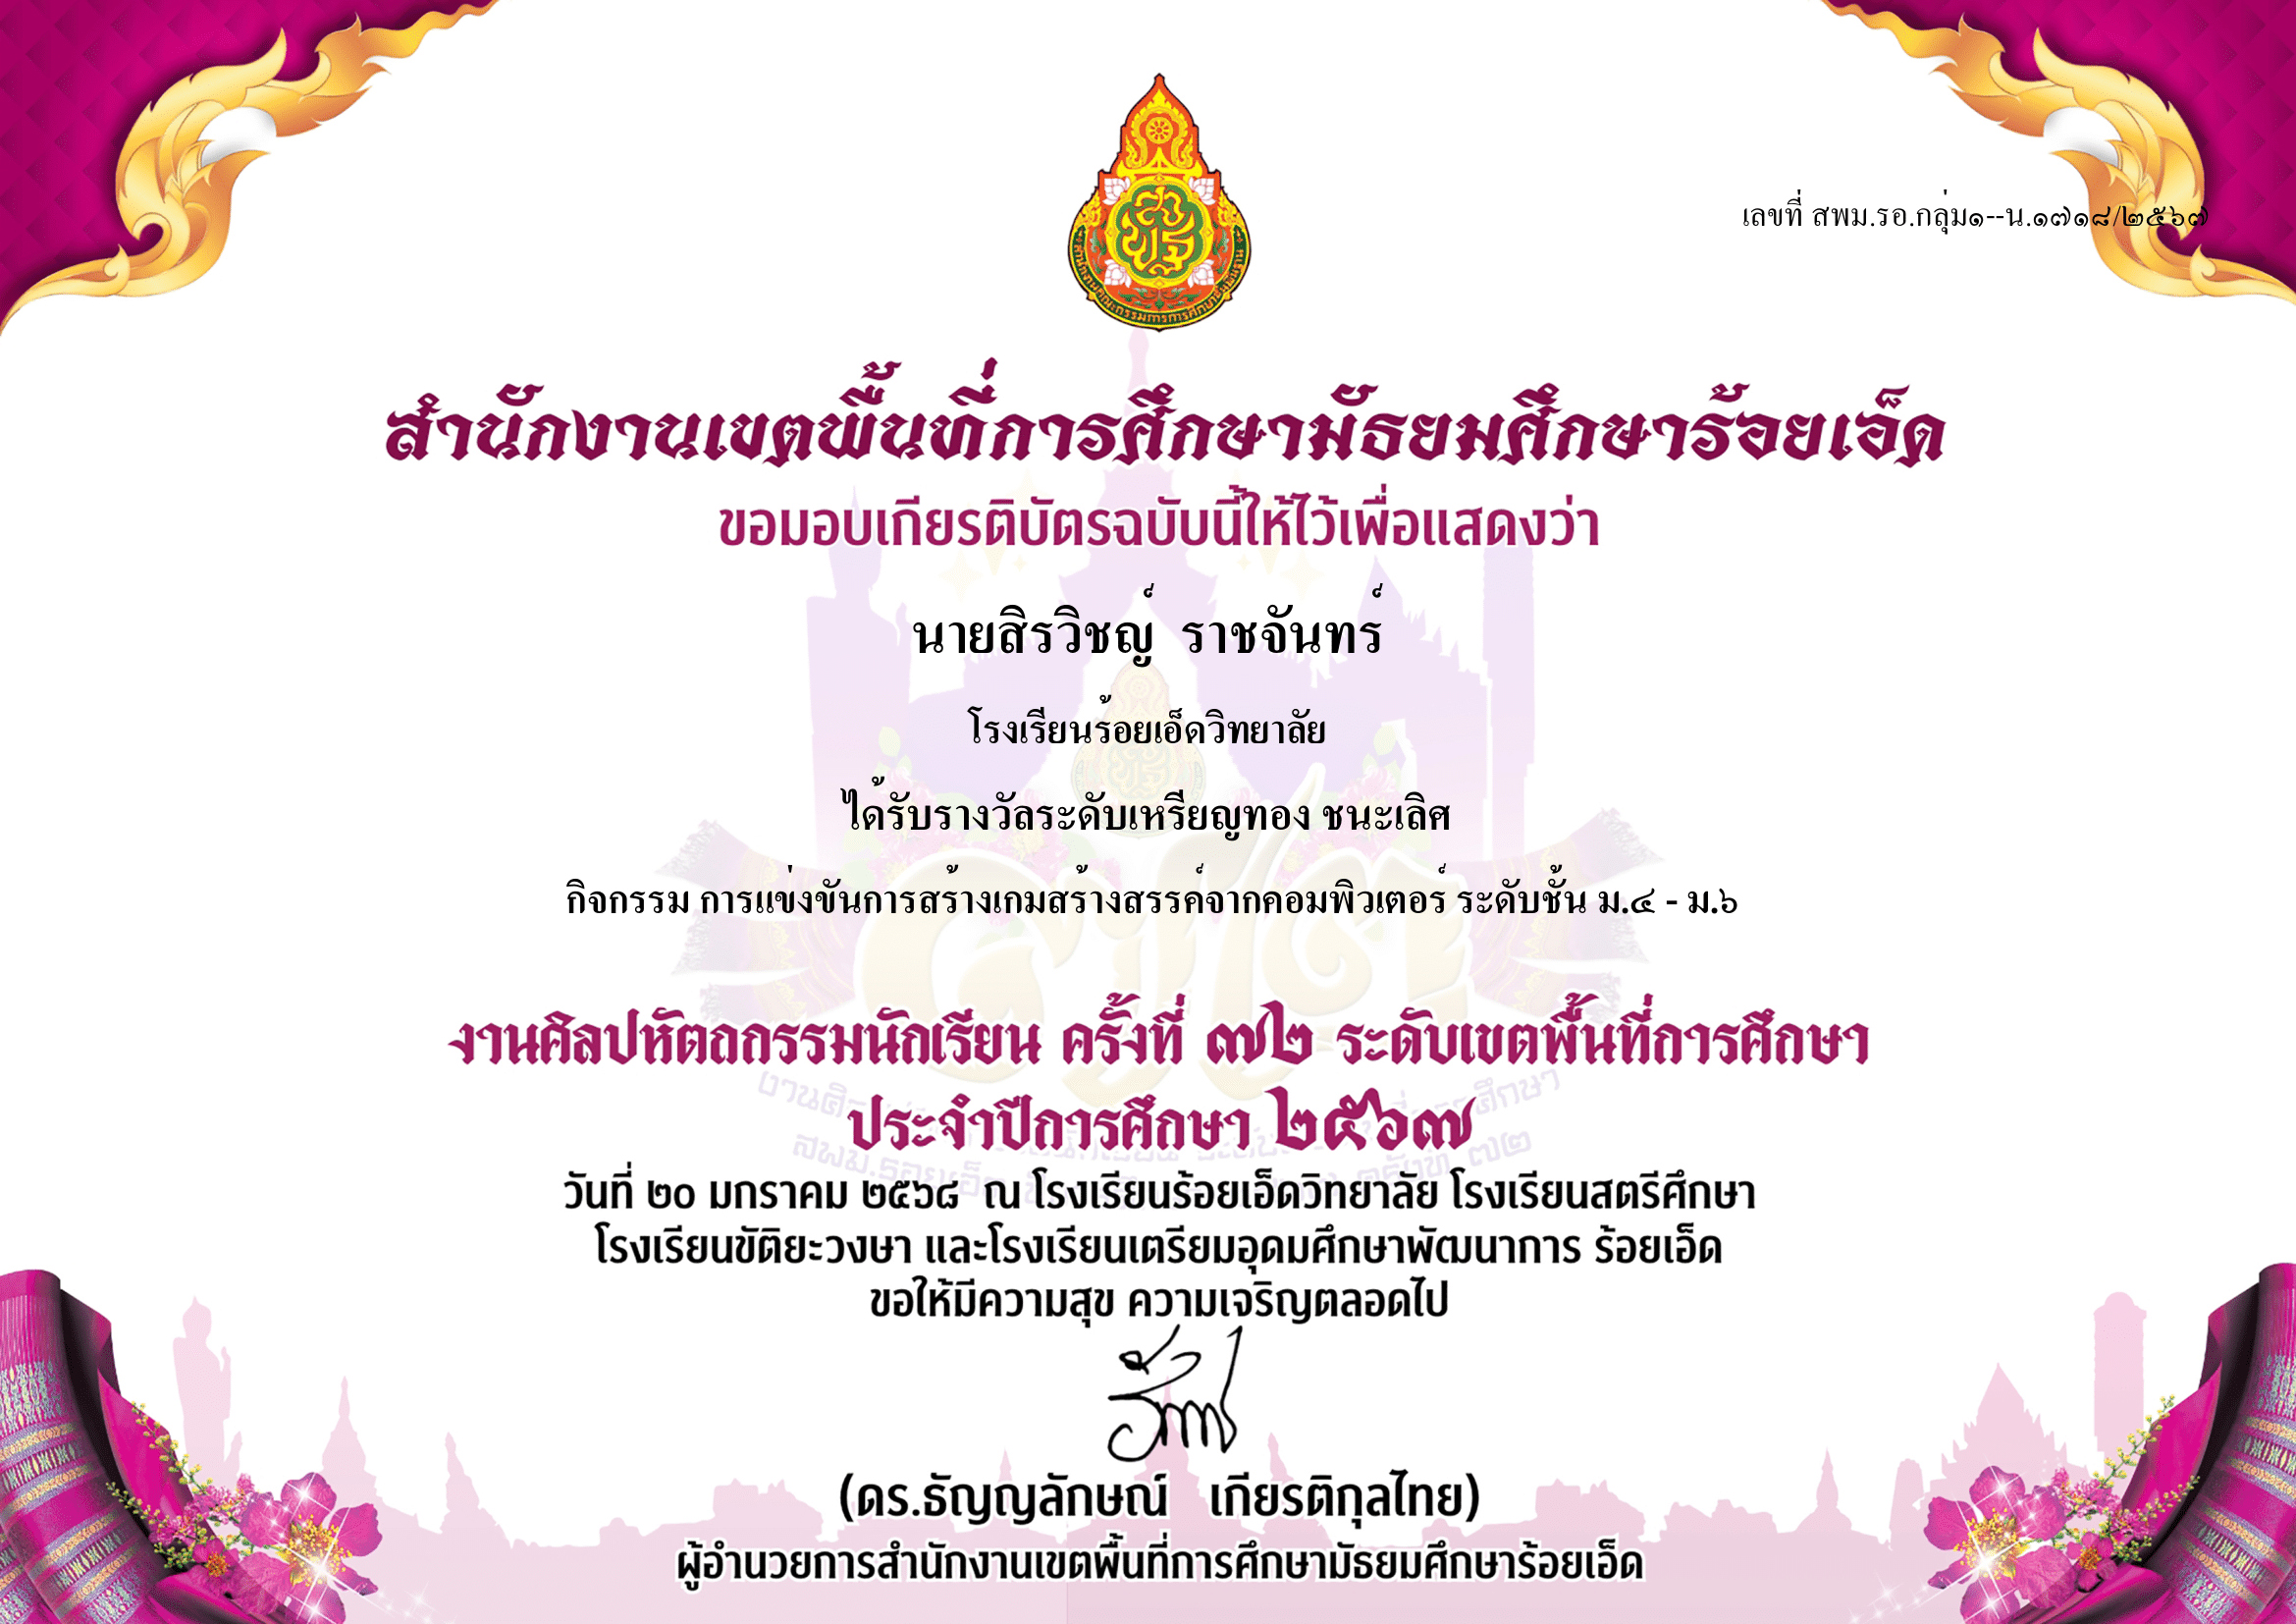 เลขที่ สพม.รอ.กลุ่ม๑--น.๑๗๑๘/๒๕๖๗
สำนักงานเขตพื้นที่การศึกษามัธยมศึกษาร้อยเอ็ด
ขอมอบเกียรติบัตรฉบับนี้ให้ไว้เพื่อแสดงว่า
นายสิรวิชญ์ ราชจันทร์
โรงเรียนร้อยเอ็ดวิทยาลัย
ได้รับรางวัลระดับเหรียญทอง ชนะเลิศ
กิจกรรม การแข่งขันการสร้างเกมสร้างสรรค์จากคอมพิวเตอร์ ระดับชั้น ม.๔ - ม.๖
งานศิลปหัตถกรรมนักเรียน ครั้งที่ ๗๒ ระดับเขตพื้นที่การศึกษา
ประจำปีการศึกษา ๒๕๖๗
วันที่ ๒๐ มกราคม ๒๕๖๘ ณ โรงเรียนร้อยเอ็ดวิทยาลัย โรงเรียนสตรีศึกษา
โรงเรียนขัติยะวงษา และโรงเรียนเตรียมอุดมศึกษาพัฒนาการ ร้อยเอ็ด
ขอให้มีความสุข ความเจริญตลอดไป
(ดร.ธัญญลักษณ์ เกียรติกุลไทย)
ผู้อำนวยการสำนักงานเขตพื้นที่การศึกษามัธยมศึกษาร้อยเอ็ด